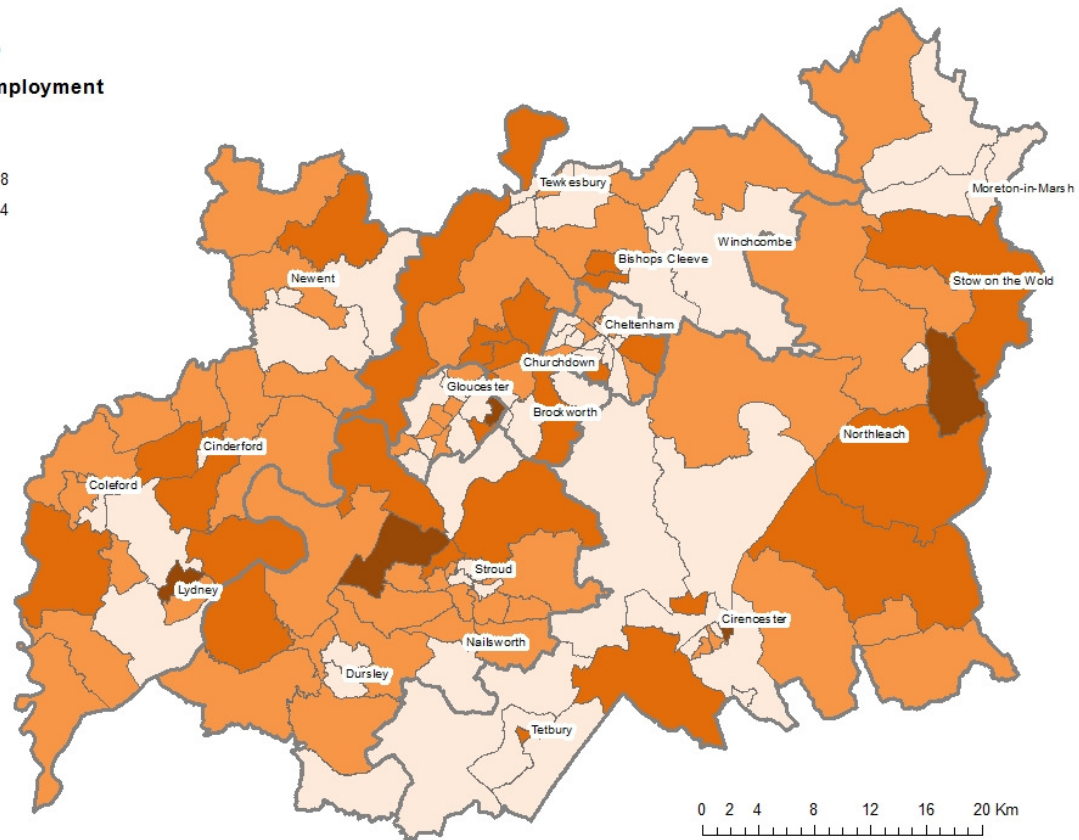 mployment
8
4
Tewkesbury
Moreton-in-Marsh
Winchcombe
Bishops Cleeve
Newent
Stow on the Wold
Cheltenham
Churchdown
Gloucester
Brockworth
Northleach
Cinderford
Coleford
Stroud
Lydney
Cirencester
Nailsworth
Dursley
Tetbury
0 2 4 8 12 16 20 Km